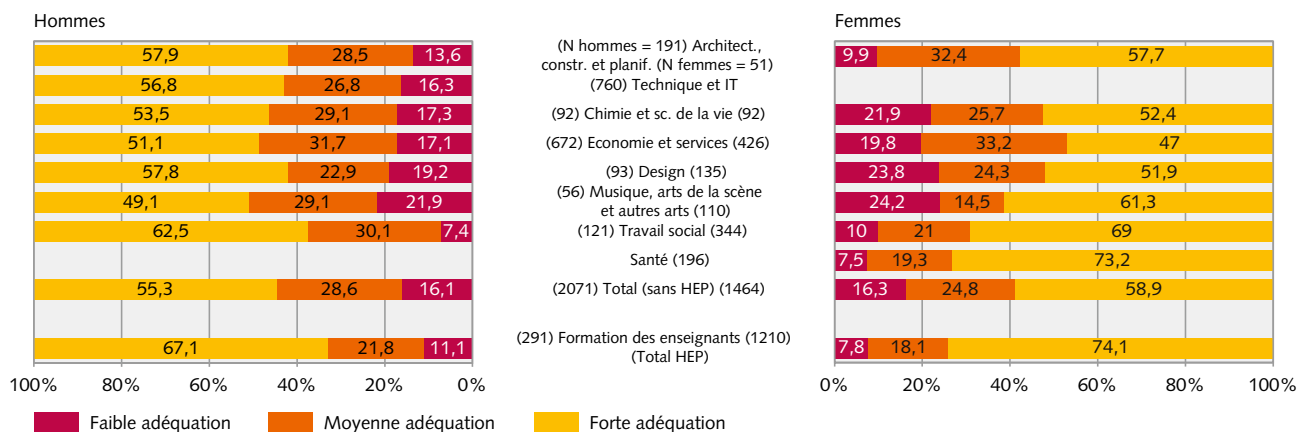 Hommes
Femmes
57,9 28,5 13,6
(N hommes = 191) Architect.,
constr. et planif. (N femmes = 51)
9,9 32,4 57,7
56,8 26,8 16,3
(760) Technique et IT
53,5 29,1 17,3
(92) Chimie et sc. de la vie (92)
21,9 25,7 52,4
51,1 31,7 17,1
(672) Economie et services (426)
19,8 33,2 47
57,8 22,9 19,2
(93) Design (135)
23,8 24,3 51,9
49,1 29,1 21,9
(56) Musique, arts de la scène
et autres arts (110)
24,2 14,5 61,3
62,5 30,1 7,4
(121) Travail social (344)
10 21 69
Santé (196)
7,5 19,3 73,2
55,3 28,6 16,1
(2071) Total (sans HEP) (1464)
16,3 24,8 58,9
67,1 21,8 11,1
(291) Formation des enseignants (1210)
(Total HEP)
7,8 18,1 74,1
100% 80% 60% 40% 20% 0%
0% 20% 40% 60% 80% 100%
Faible adéquation Moyenne adéquation Forte adéquation